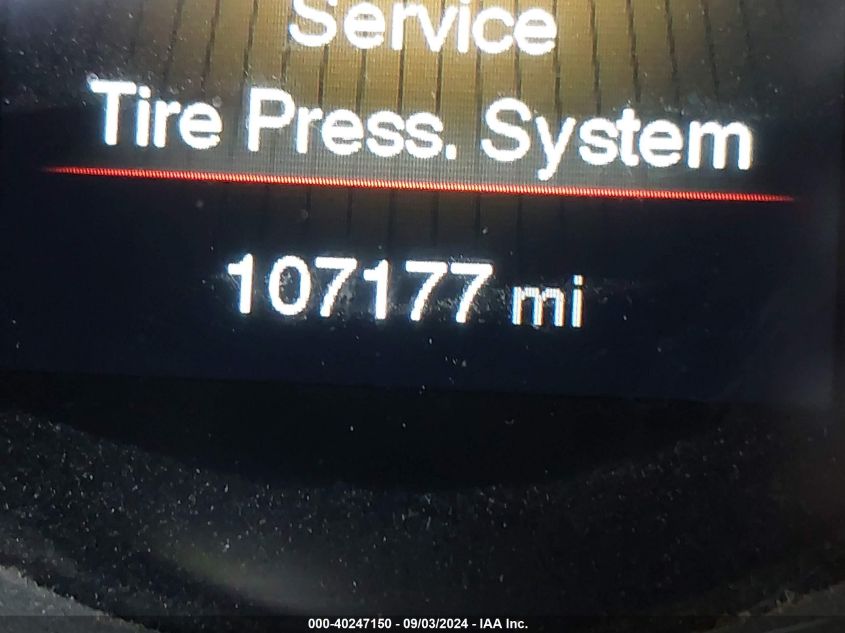 Service
Tire Press. System
107177 mi
000-40247150 - 09/03/2024 - IAA Inc.